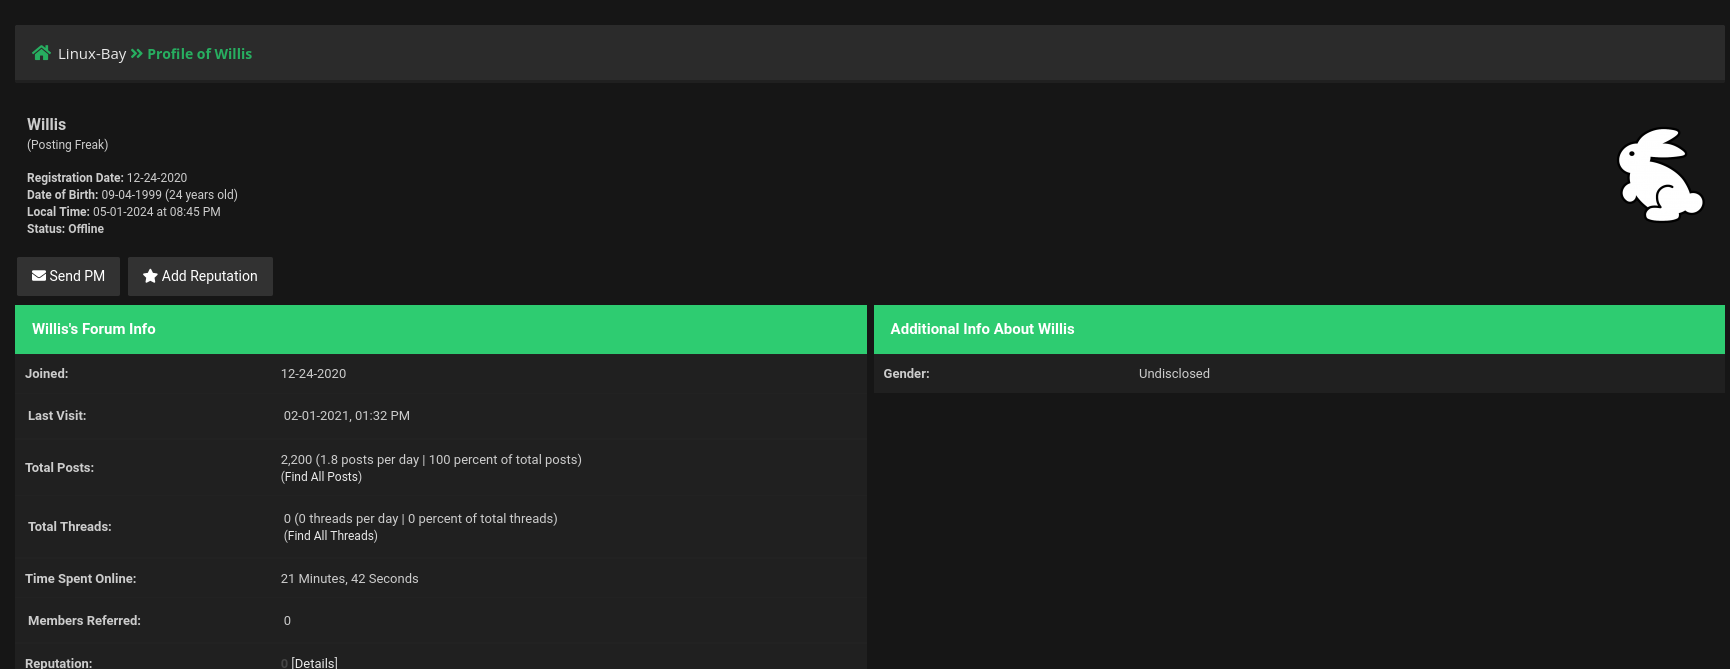 Linux-Bay » Profile of Willis
Willis
(Posting Freak)
Registration Date: 12-24-2020
Date of Birth: 09-04-1999 (24 years old)
Local Time: 05-01-2024 at 08:45 PM
Status: Offline
Send PM
Add Reputation
Willis's Forum Info
Joined: 12-24-2020
Last Visit: 02-01-2021, 01:32 PM
Total Posts: 2,200 (1.8 posts per day | 100 percent of total posts)
(Find All Posts)
Total Threads: 0 (0 threads per day | 0 percent of total threads)
(Find All Threads)
Time Spent Online: 21 Minutes, 42 Seconds
Members Referred: 0
Reputation: 0 [Details]
Additional Info About Willis
Gender: Undisclosed